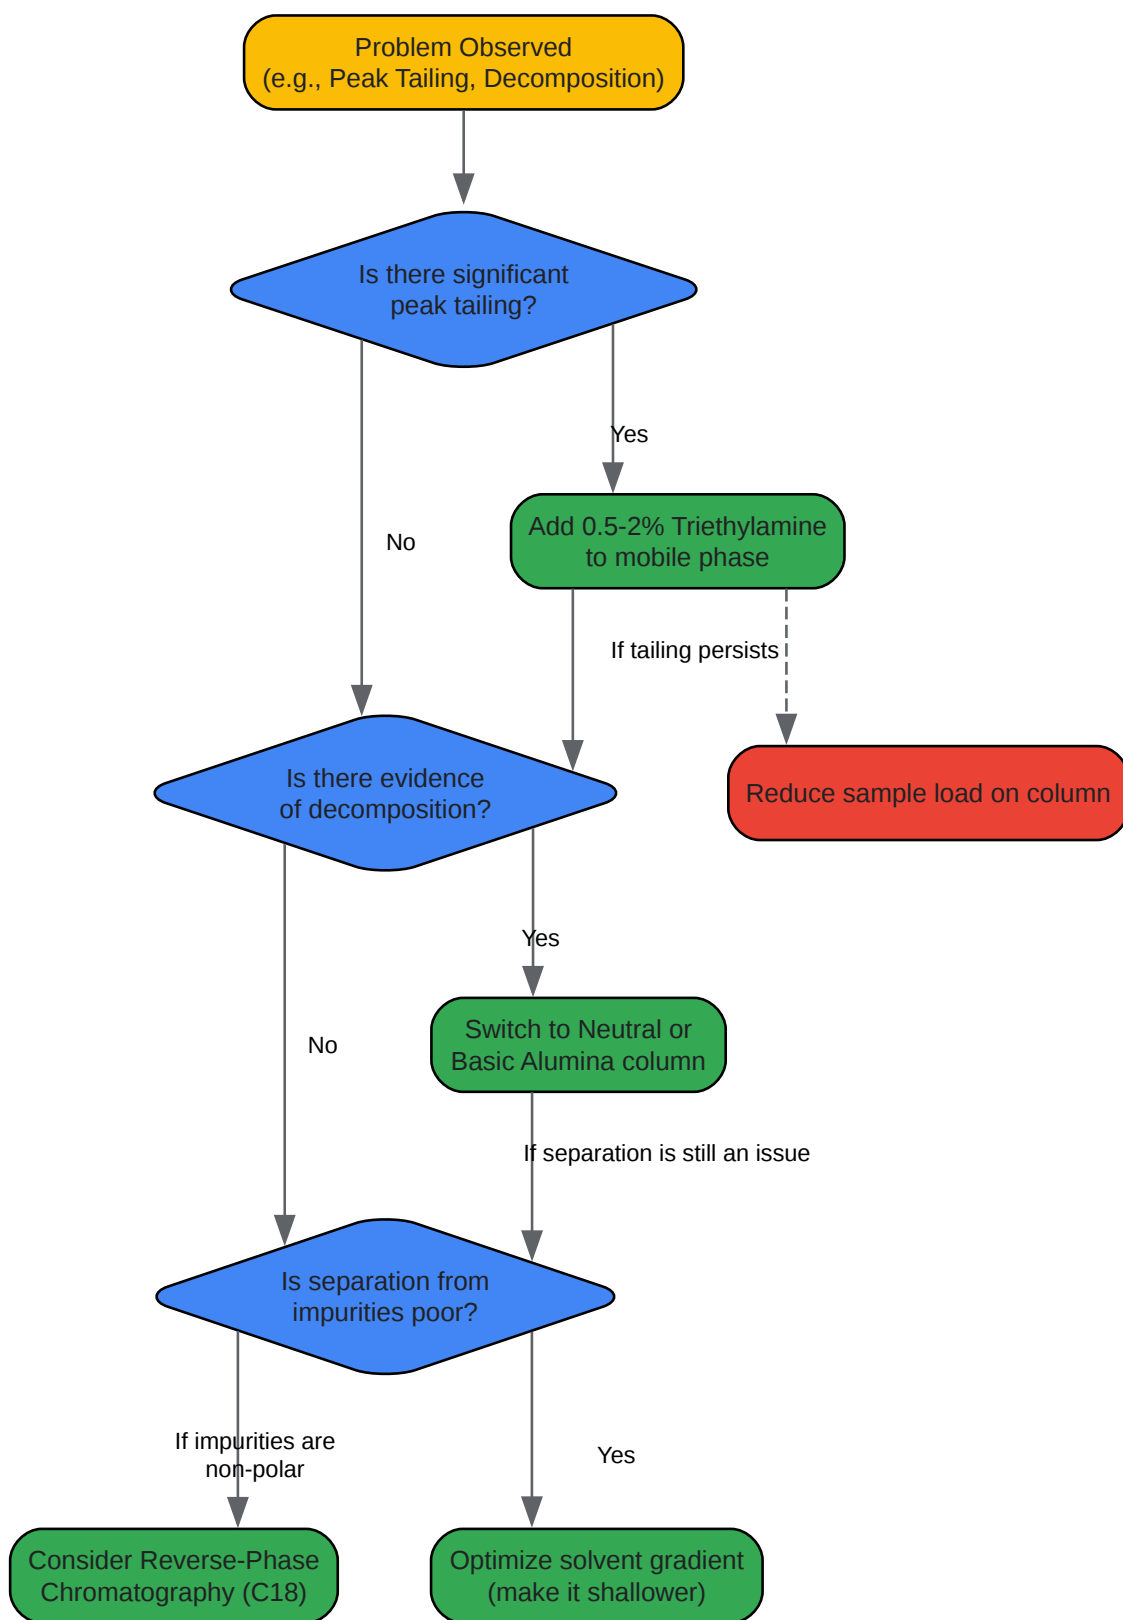 Problem Observed
(e.g., Peak Tailing, Decomposition)
Is there significant
peak tailing?
Yes
No
Add 0.5-2% Triethylamine
to mobile phase
If tailing persists
Is there evidence
of decomposition?
Reduce sample load on column
Yes
No
Switch to Neutral or
Basic Alumina column
If separation is still an issue
Is separation from
impurities poor?
If impurities are
non-polar
Yes
Consider Reverse-Phase
Chromatography (C18)
Optimize solvent gradient
(make it shallower)